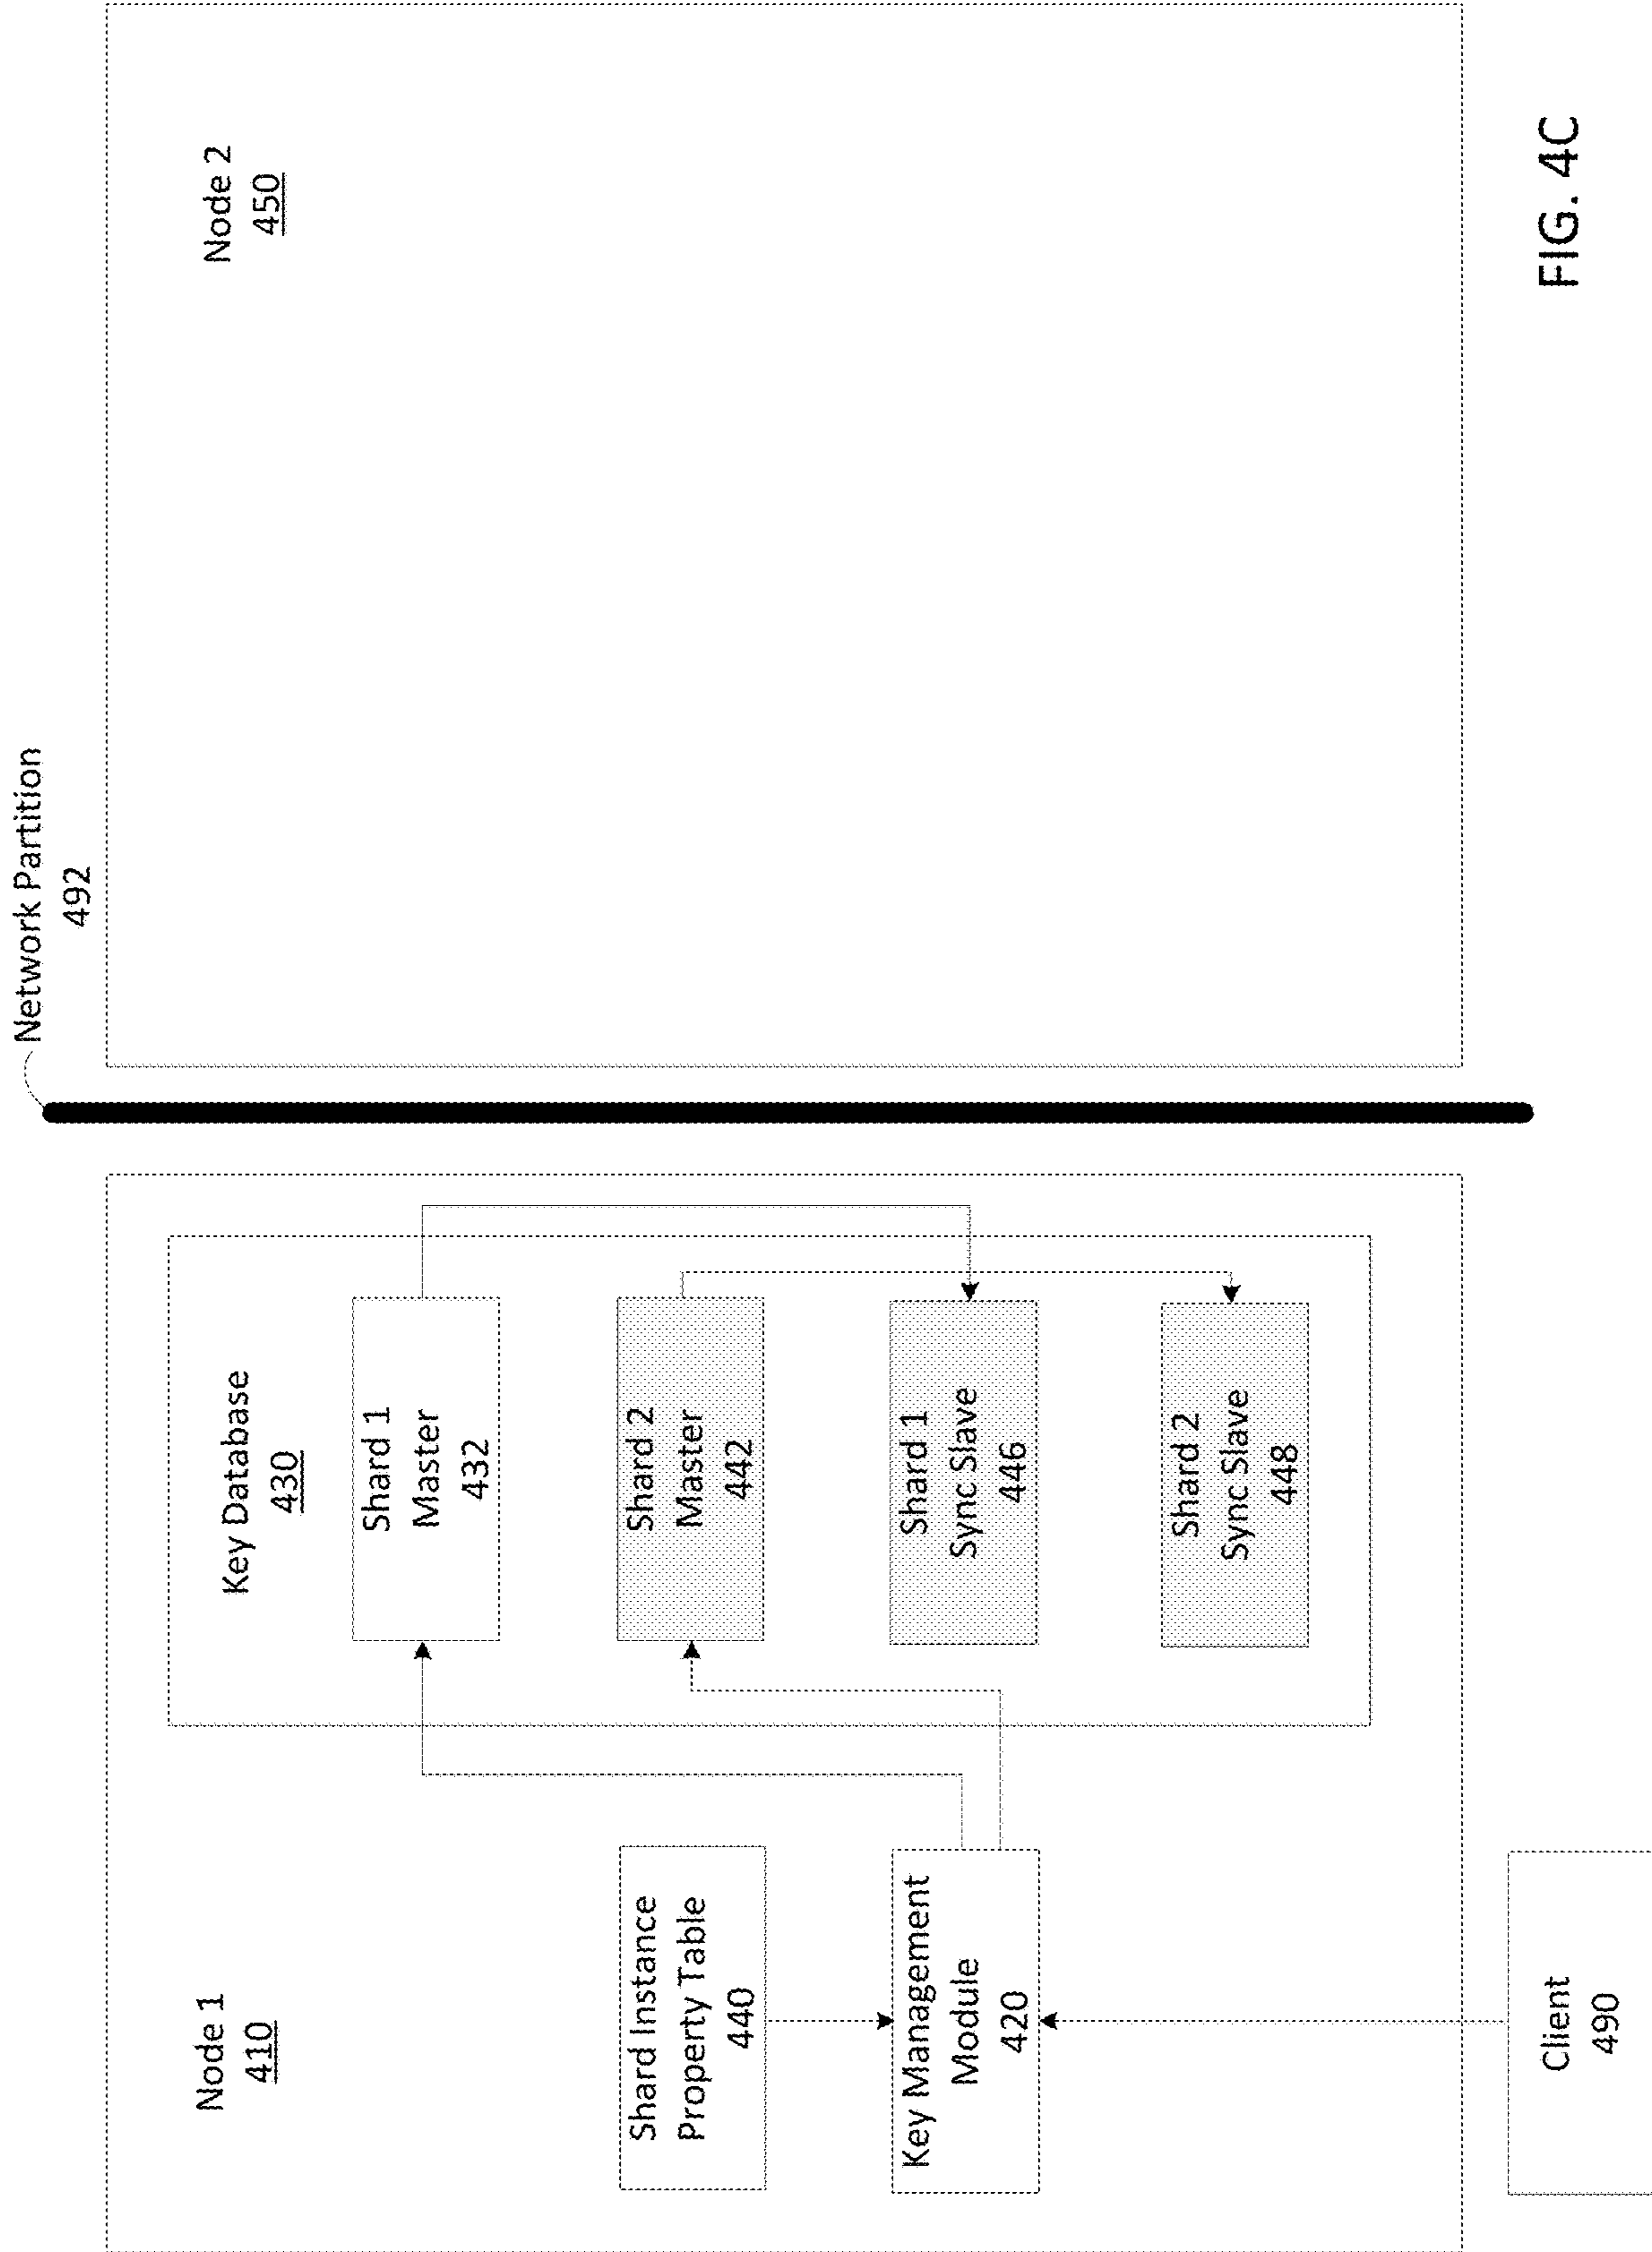 Network Partition
492
Node 1
410
Key Database
430
Shard 1
Master
432
Shard Instance
Property Table
440
Shard 2
Master
442
Key Management
Module
420
Shard 1
Sync Slave
446
Shard 2
Sync Slave
448
Client
490
Node 2
450
FIG. 4C